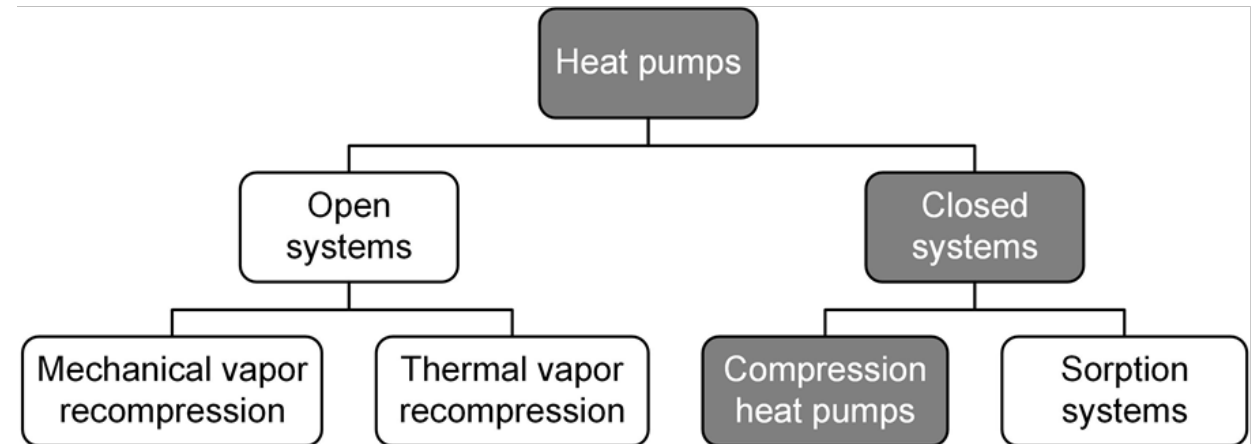 Heat pumps
Open
systems
Closed
systems
Mechanical vapor
recompression
Thermal vapor
recompression
Compression
heat pumps
Sorption
systems